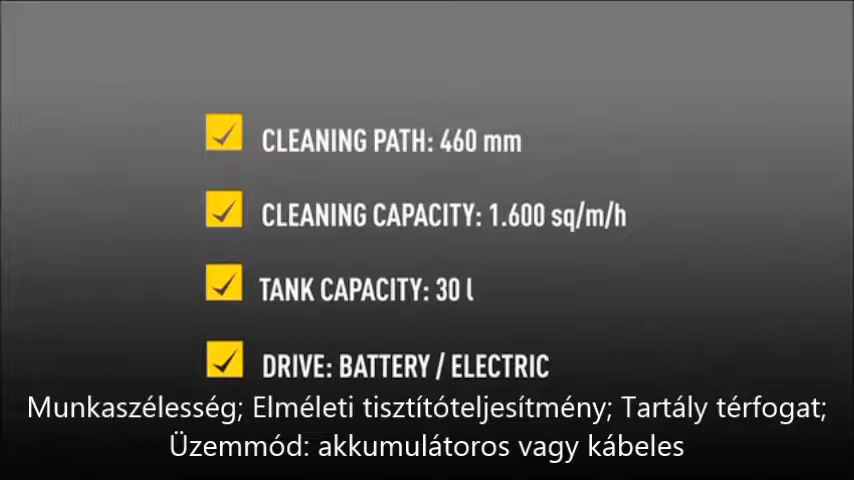 CLEANING PATH: 460 mm
CLEANING CAPACITY: 1.600 sq/m/h
TANK CAPACITY: 30 l
DRIVE: BATTERY / ELECTRIC
Munkaszélesség; Elméleti tisztítóteljesítmény; Tartály térfogat;
Üzemmód: akkumulátoros vagy kábeles